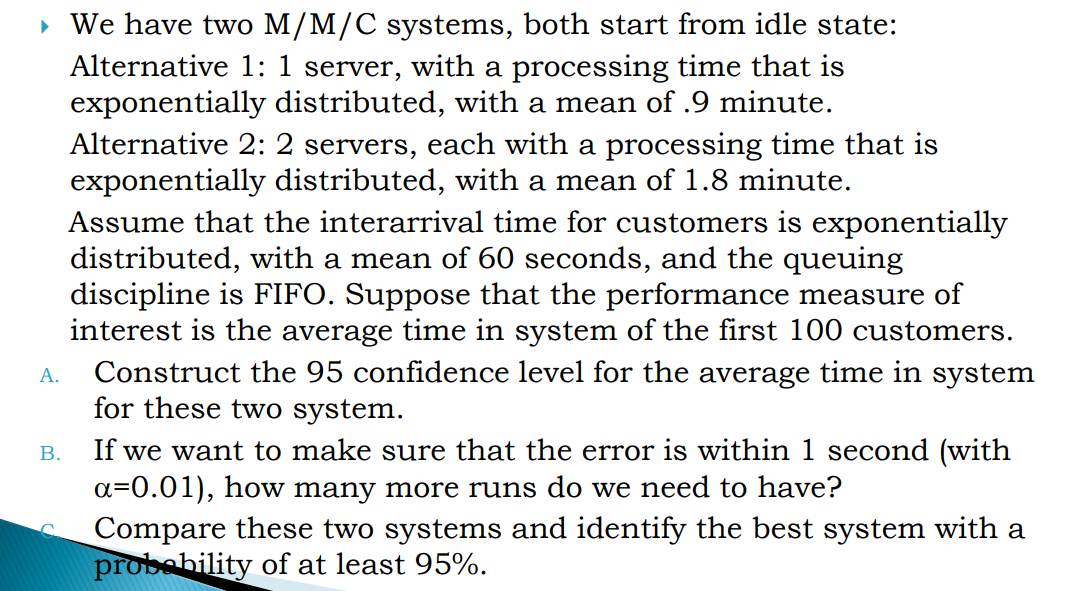 We have two M/M/C systems, both start from idle state:
Alternative 1: 1 server, with a processing time that is
exponentially distributed, with a mean of .9 minute.
Alternative 2: 2 servers, each with a processing time that is
exponentially distributed, with a mean of 1.8 minute.
Assume that the interarrival time for customers is exponentially
distributed, with a mean of 60 seconds, and the queuing
discipline is FIFO. Suppose that the performance measure of
interest is the average time in system of the first 100 customers.
A. Construct the 95 confidence level for the average time in system
for these two system.
B. If we want to make sure that the error is within 1 second (with
α=0.01), how many more runs do we need to have?
C. Compare these two systems and identify the best system with a
probability of at least 95%.